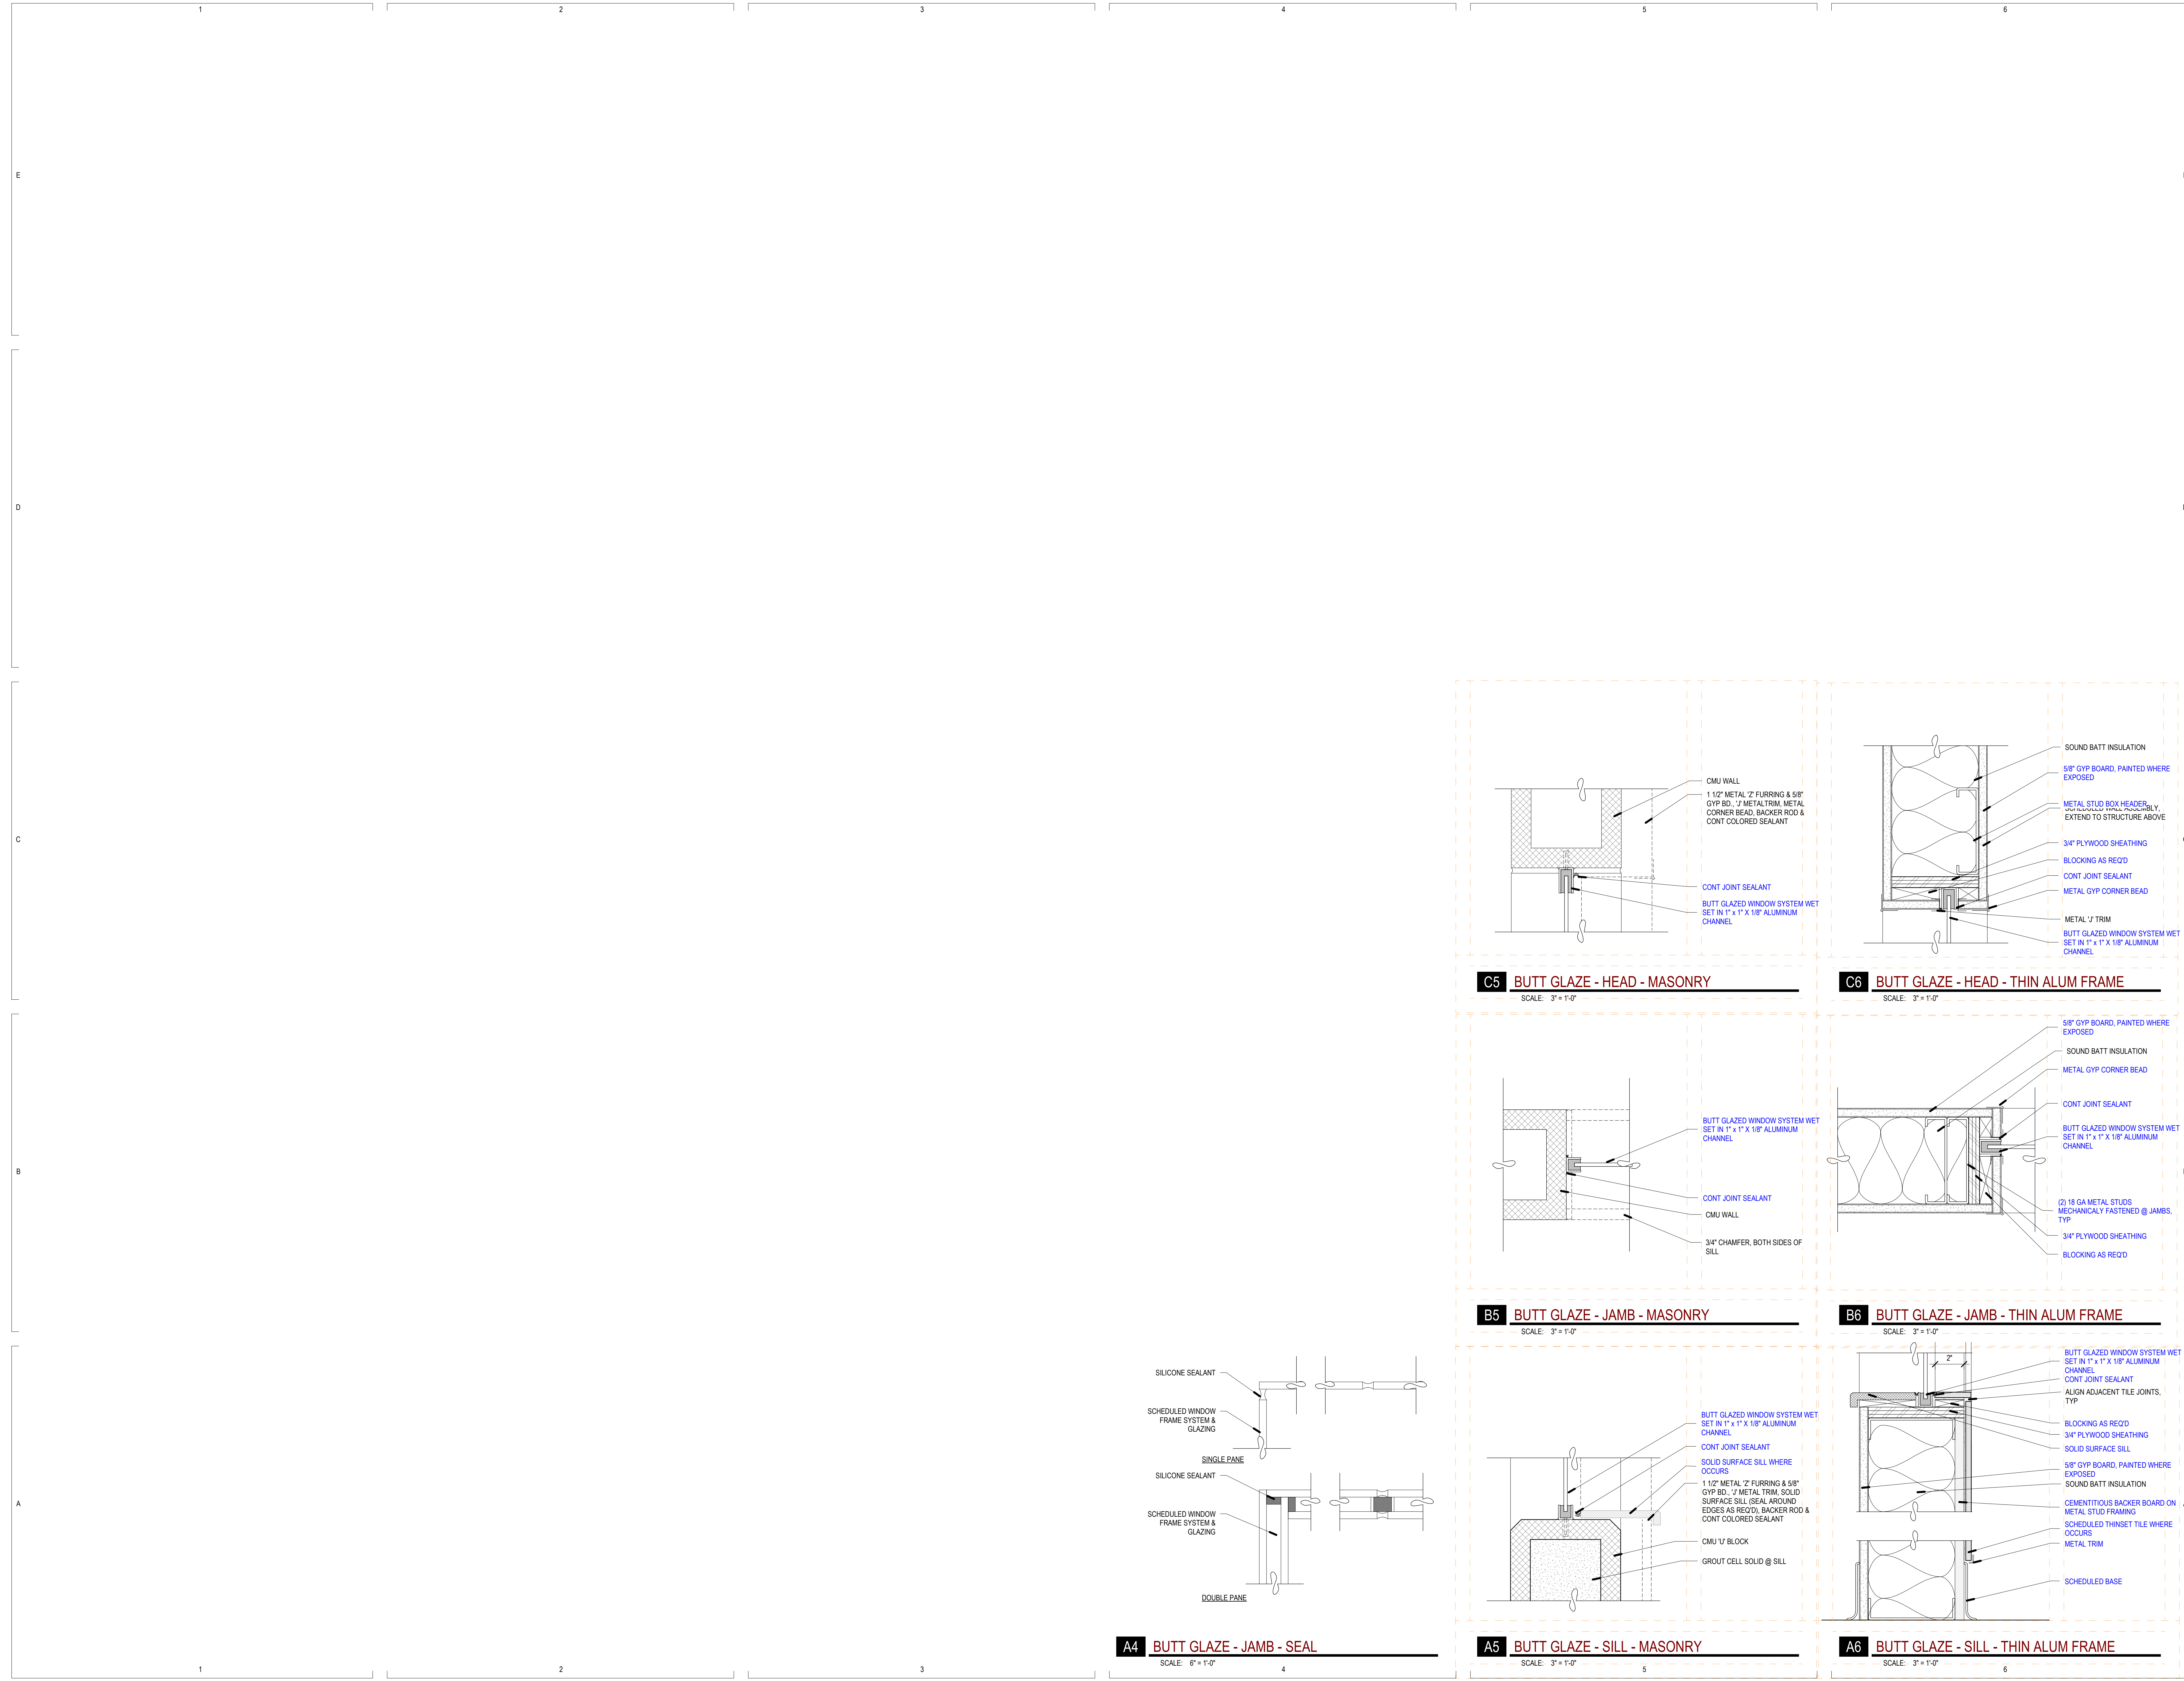 1
2
3
4
5
6
E
D
C
CMU WALL
1 1/2" METAL 'Z' FURRING & 5/8"
GYP BD., 'J' METALTRIM, METAL
CORNER BEAD, BACKER ROD &
CONT COLORED SEALANT
CONT JOINT SEALANT
BUTT GLAZED WINDOW SYSTEM WET
SET IN 1" x 1" X 1/8" ALUMINUM
CHANNEL
C5 BUTT GLAZE - HEAD - MASONRY
SCALE: 3" = 1'-0"
SOUND BATT INSULATION
5/8" GYP BOARD, PAINTED WHERE
EXPOSED
METAL STUD BOX HEADER
SCHEDULED WALL ASSEMBLY,
EXTEND TO STRUCTURE ABOVE
3/4" PLYWOOD SHEATHING
BLOCKING AS REQ'D
CONT JOINT SEALANT
METAL GYP CORNER BEAD
METAL 'J' TRIM
BUTT GLAZED WINDOW SYSTEM WET
SET IN 1" x 1" X 1/8" ALUMINUM
CHANNEL
C6 BUTT GLAZE - HEAD - THIN ALUM FRAME
SCALE: 3" = 1'-0"
B
BUTT GLAZED WINDOW SYSTEM WET
SET IN 1" x 1" X 1/8" ALUMINUM
CHANNEL
CONT JOINT SEALANT
CMU WALL
3/4" CHAMFER, BOTH SIDES OF
SILL
B5 BUTT GLAZE - JAMB - MASONRY
SCALE: 3" = 1'-0"
5/8" GYP BOARD, PAINTED WHERE
EXPOSED
SOUND BATT INSULATION
METAL GYP CORNER BEAD
CONT JOINT SEALANT
BUTT GLAZED WINDOW SYSTEM WET
SET IN 1" x 1" X 1/8" ALUMINUM
CHANNEL
(2) 18 GA METAL STUDS
MECHANICALY FASTENED @ JAMBS,
TYP
3/4" PLYWOOD SHEATHING
BLOCKING AS REQ'D
B6 BUTT GLAZE - JAMB - THIN ALUM FRAME
SCALE: 3" = 1'-0"
A
SILICONE SEALANT
SCHEDULED WINDOW
FRAME SYSTEM &
GLAZING
SINGLE PANE
SILICONE SEALANT
SCHEDULED WINDOW
FRAME SYSTEM &
GLAZING
DOUBLE PANE
A4 BUTT GLAZE - JAMB - SEAL
SCALE: 6" = 1'-0"
BUTT GLAZED WINDOW SYSTEM WET
SET IN 1" x 1" X 1/8" ALUMINUM
CHANNEL
CONT JOINT SEALANT
SOLID SURFACE SILL WHERE
OCCURS
1 1/2" METAL 'Z' FURRING & 5/8"
GYP BD., 'J' METAL TRIM, SOLID
SURFACE SILL (SEAL AROUND
EDGES AS REQ'D), BACKER ROD &
CONT COLORED SEALANT
CMU 'U' BLOCK
GROUT CELL SOLID @ SILL
A5 BUTT GLAZE - SILL - MASONRY
SCALE: 3" = 1'-0"
2"
BUTT GLAZED WINDOW SYSTEM WET
SET IN 1" x 1" X 1/8" ALUMINUM
CHANNEL
CONT JOINT SEALANT
ALIGN ADJACENT TILE JOINTS,
TYP
BLOCKING AS REQ'D
3/4" PLYWOOD SHEATHING
SOLID SURFACE SILL
5/8" GYP BOARD, PAINTED WHERE
EXPOSED
SOUND BATT INSULATION
CEMENTITIOUS BACKER BOARD ON
METAL STUD FRAMING
SCHEDULED THINSET TILE WHERE
OCCURS
METAL TRIM
SCHEDULED BASE
A6 BUTT GLAZE - SILL - THIN ALUM FRAME
SCALE: 3" = 1'-0"
1
2
3
4
5
6